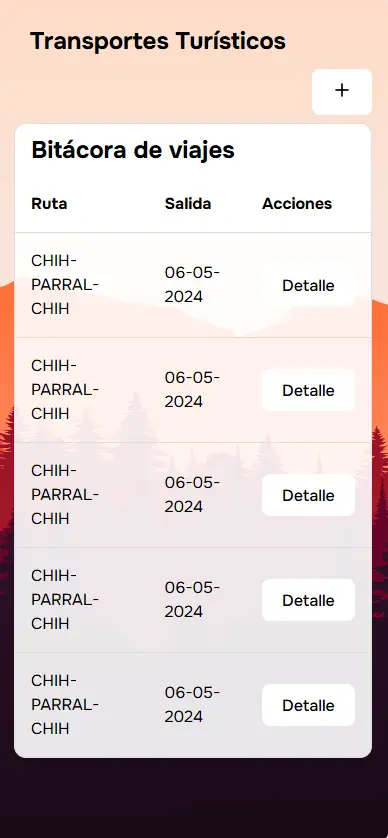 Transportes Turísticos
+
Bitácora de viajes
Ruta Salida Acciones
CHIH-
PARRAL-
CHIH
06-05-
2024
Detalle
CHIH-
PARRAL-
CHIH
06-05-
2024
Detalle
CHIH-
PARRAL-
CHIH
06-05-
2024
Detalle
CHIH-
PARRAL-
CHIH
06-05-
2024
Detalle
CHIH-
PARRAL-
CHIH
06-05-
2024
Detalle